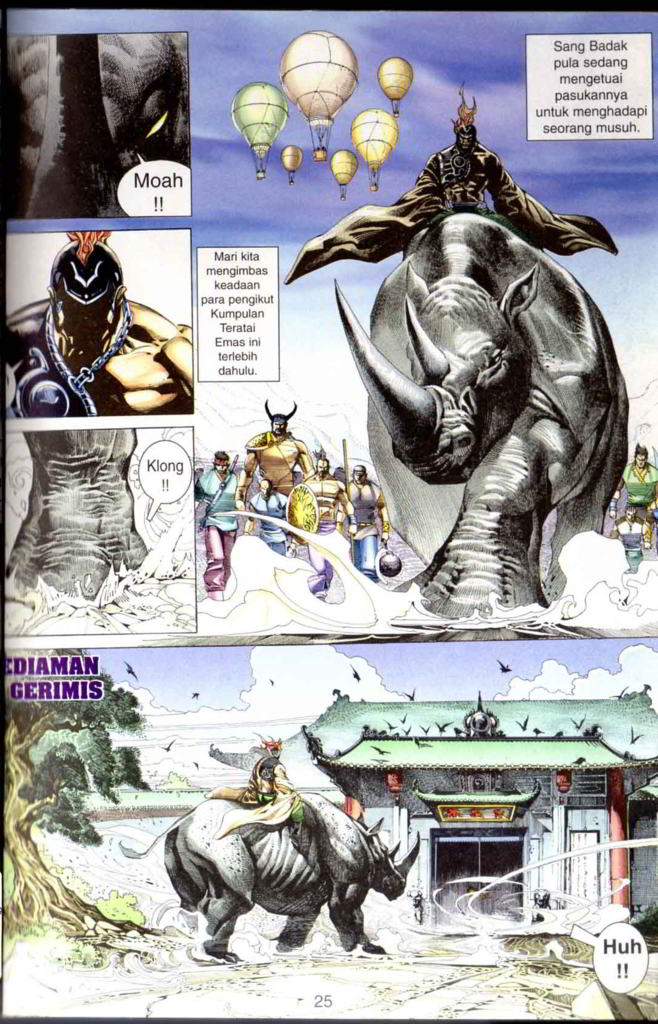 Moah
!!
Sang Badak
pula sedang
mengetuai
pasukannya
untuk menghadapi
seorang musuh.
Mari kita
mengimbas
keadaan
para pengikut
Kumpulan
Teratai
Emas ini
terlebih
dahulu.
Klong
!!
EDIAMAN
GERIMIS
Huh
!!
25